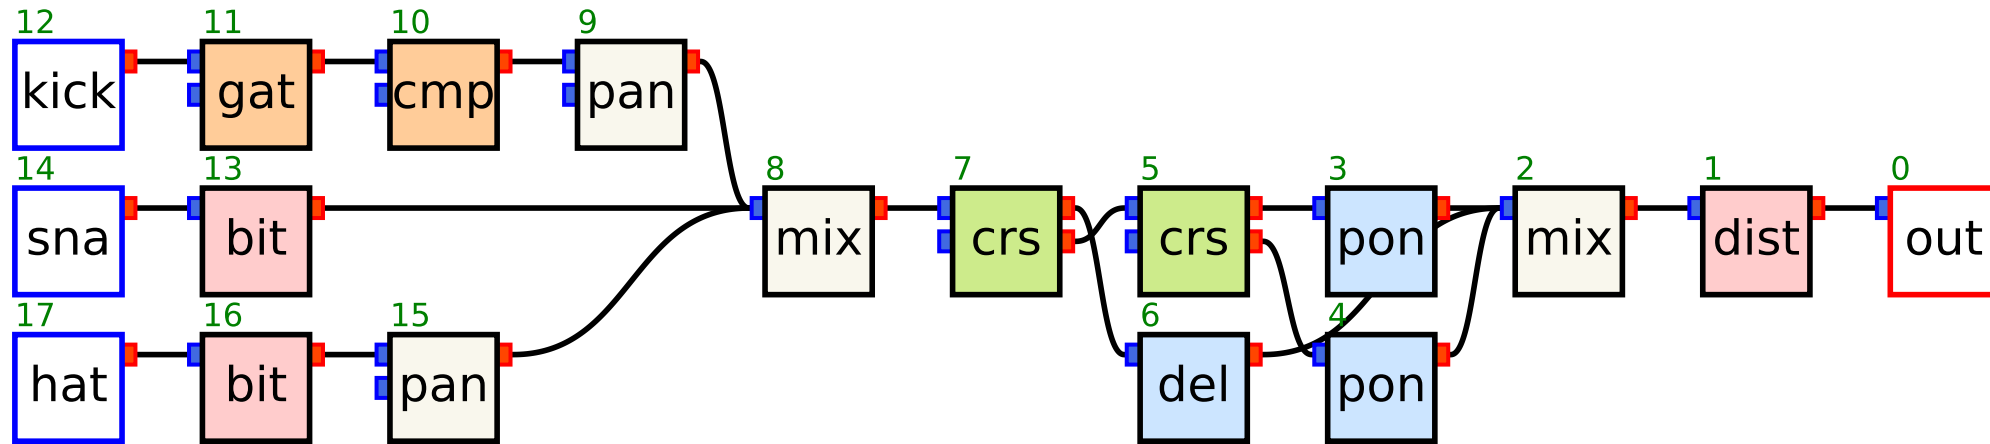 12 11 10 9
kick gat cmp pan
14 13 8 7 5 3 2 1 0
sna bit mix crs crs pon mix dist out
17 16 15 6 4
hat bit pan del pon